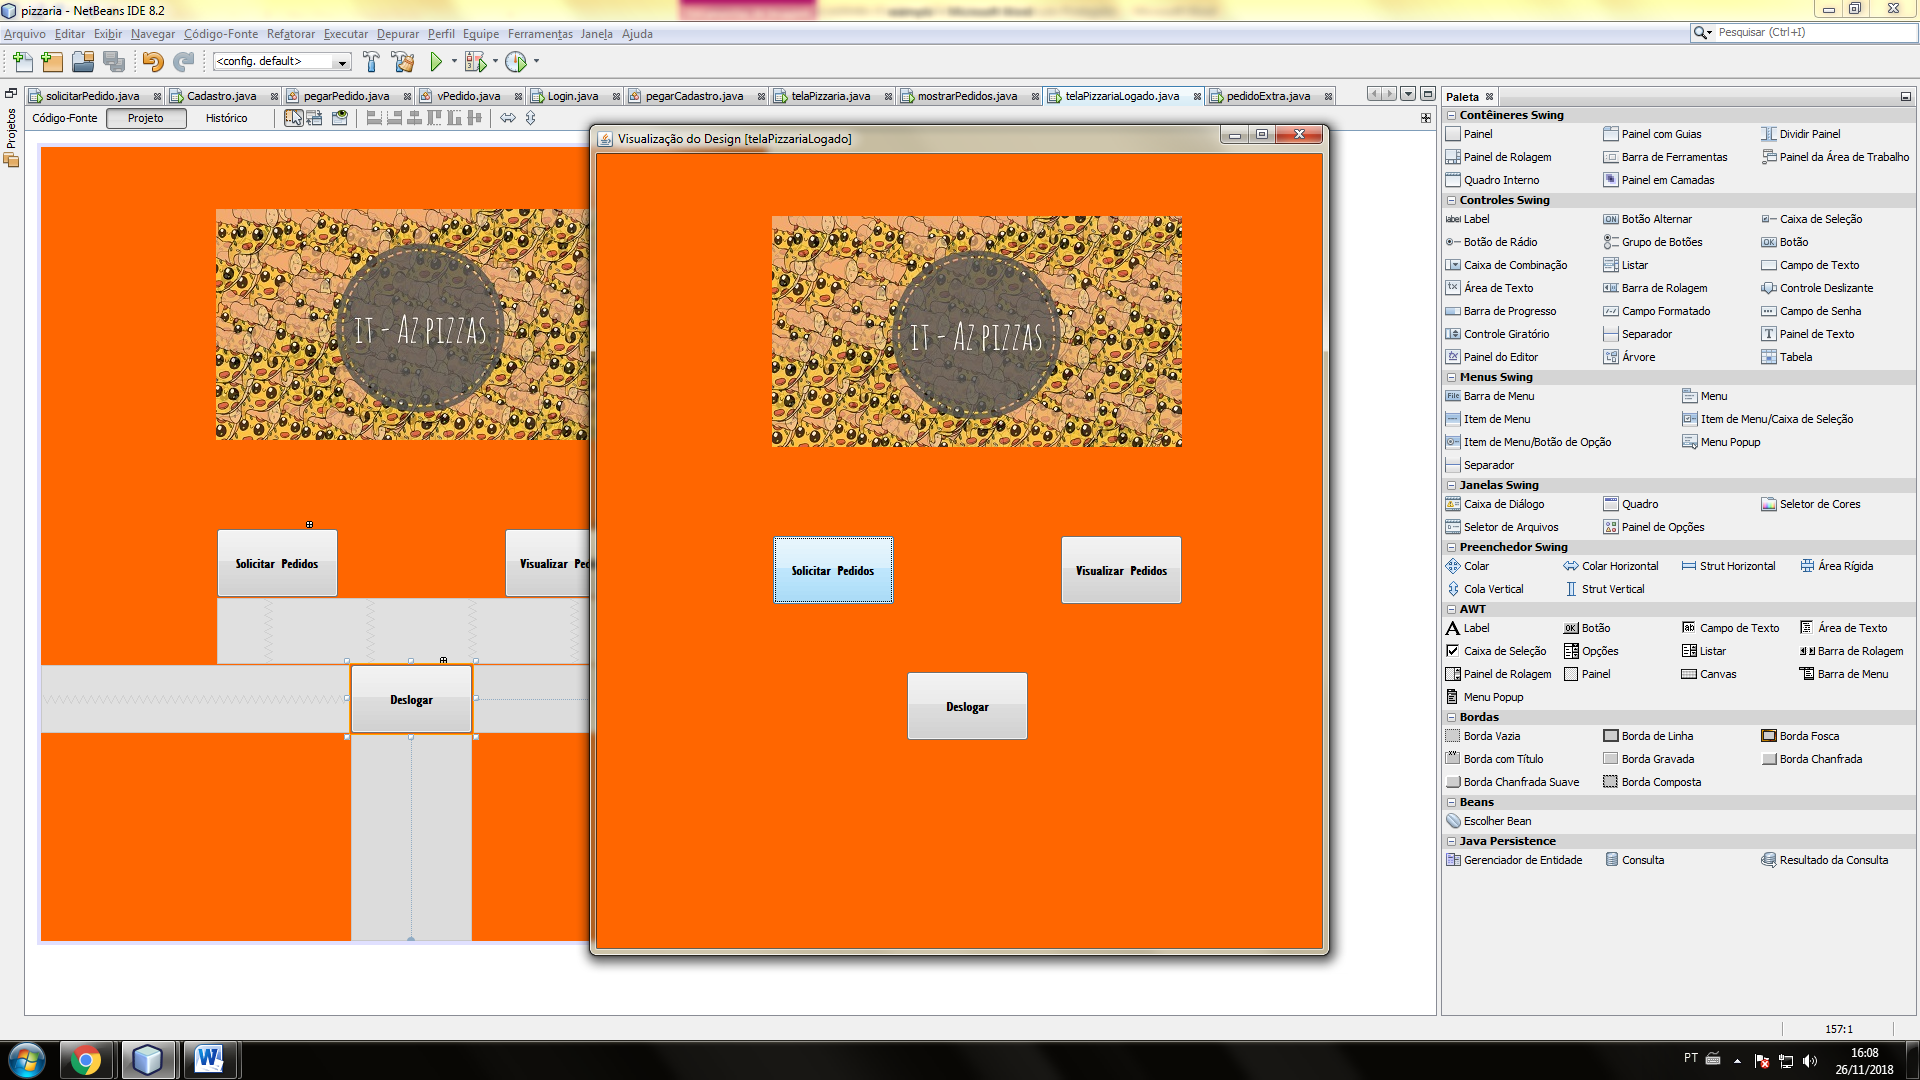 pizzaria - NetBeans IDE 8.2
Arquivo Editar Exibir Navegar Código-Fonte Refatorar Executar Depurar Perfil Equipe Ferramentas Janela Ajuda
Pesquisar (Ctrl+I)
<config. default>
solicitarPedido.java Cadastro.java pegarPedido.java vPedido.java Login.java pegarCadastro.java telaPizzaria.java mostrarPedidos.java telaPizzariaLogado.java pedidoExtra.java
Código-Fonte Projeto Histórico
Projetos
IT - AZ PIZZAS
Solicitar Pedidos Visualizar Ped
Deslogar
Visualização do Design [telaPizzariaLogado]
IT - AZ PIZZAS
Solicitar Pedidos Visualizar Pedidos
Deslogar
Paleta
Contêineres Swing
Painel Painel com Guias Dividir Painel
Painel de Rolagem Barra de Ferramentas Painel da Área de Trabalho
Quadro Interno Painel em Camadas
Controles Swing
Label Botão Alternar Caixa de Seleção
Botão de Rádio Grupo de Botões Botão
Caixa de Combinação Listar Campo de Texto
Área de Texto Barra de Rolagem Controle Deslizante
Barra de Progresso Campo Formatado Campo de Senha
Controle Giratório Separador Painel de Texto
Painel do Editor Árvore Tabela
Menus Swing
Barra de Menu Menu
Item de Menu Item de Menu/Caixa de Seleção
Item de Menu/Botão de Opção Menu Popup
Separador
Janelas Swing
Caixa de Diálogo Quadro Seletor de Cores
Seletor de Arquivos Painel de Opções
Preenchedor Swing
Colar Colar Horizontal Strut Horizontal Área Rígida
Cola Vertical Strut Vertical
AWT
Label Botão Campo de Texto Área de Texto
Caixa de Seleção Opções Listar Barra de Rolagem
Painel de Rolagem Painel Canvas Barra de Menu
Menu Popup
Bordas
Borda Vazia Borda de Linha Borda Fosca
Borda com Título Borda Gravada Borda Chanfrada
Borda Chanfrada Suave Borda Composta
Beans
Escolher Bean
Java Persistence
Gerenciador de Entidade Consulta Resultado da Consulta
157:1
PT
16:08
26/11/2018